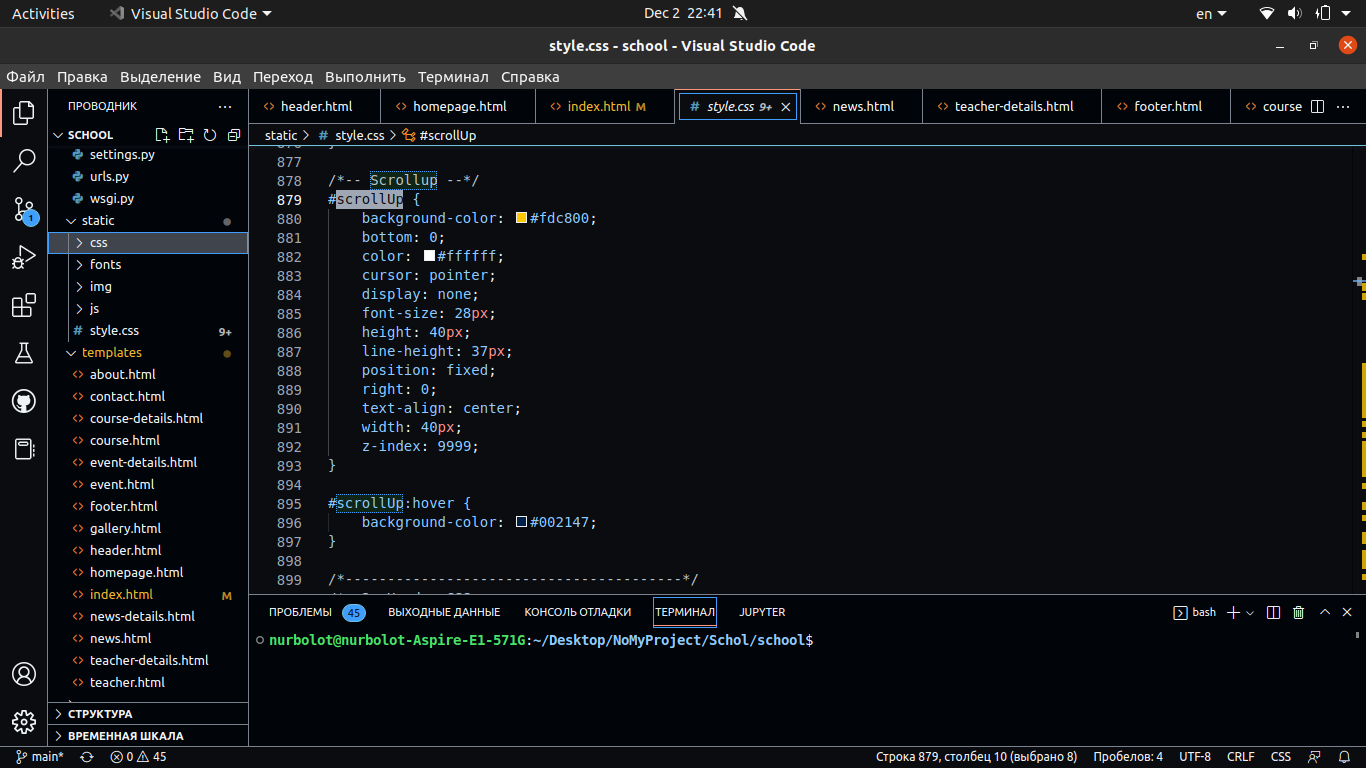 Activities
Visual Studio Code
Dec 2 22:41
en
style.css - school - Visual Studio Code
Файл Правка Выделение Вид Переход Выполнить Терминал Справка
ПРОВОДНИК
header.html
homepage.html
index.html M
style.css 9+
news.html
teacher-details.html
footer.html
course
SCHOOL
static > # style.css > #scrollUp
settings.py
urls.py
wsgi.py
static
css
fonts
img
js
style.css 9+
templates
about.html
contact.html
course-details.html
course.html
event-details.html
event.html
footer.html
gallery.html
header.html
homepage.html
index.html M
news-details.html
news.html
teacher-details.html
teacher.html
СТРУКТУРА
ВРЕМЕННАЯ ШКАЛА
1
877
878 /*-- Scrollup --*/
879 #scrollUp {
880 background-color: #fdc800;
881 bottom: 0;
882 color: #ffffff;
883 cursor: pointer;
884 display: none;
885 font-size: 28px;
886 height: 40px;
887 line-height: 37px;
888 position: fixed;
889 right: 0;
890 text-align: center;
891 width: 40px;
892 z-index: 9999;
893 }
894
895 #scrollUp:hover {
896 background-color: #002147;
897 }
898
899 /*----------------------------------------*/
ПРОБЛЕМЫ 45 ВЫХОДНЫЕ ДАННЫЕ КОНСОЛЬ ОТЛАДКИ ТЕРМИНАЛ JUPYTER
bash
nurbolot@nurbolot-Aspire-E1-571G:~/Desktop/NoMyProject/Schol/school$
main* 0 45
Строка 879, столбец 10 (выбрано 8) Пробелов: 4 UTF-8 CRLF CSS